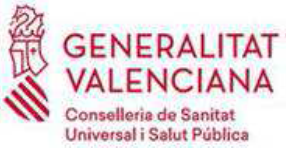 GENERALITAT
VALENCIANA
Conselleria de Sanitat
Universal i Salut Pública